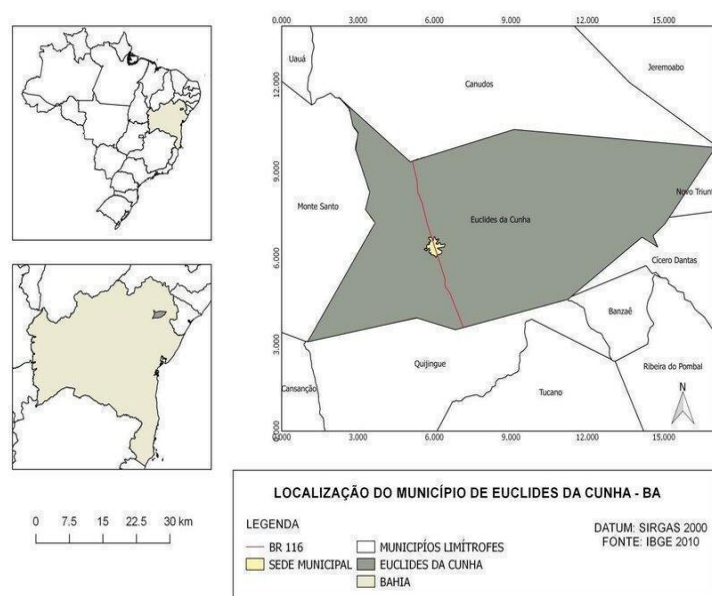 0.000 3.000 6.000 9.000 12.000 15.000
12.000
9.000
6.000
3.000
0.000
Uauá
Canudos
Jeremoabo
Monte Santo
Euclides da Cunha
Novo Triunf
Cícero Dantas
Banzaê
Quijingue
Ribeira do Pombal
Cansanção
Tucano
N
0.000 3.000 6.000 9.000 12.000 15.000
0 7.5 15 22.5 30 km
LOCALIZAÇÃO DO MUNICÍPIO DE EUCLIDES DA CUNHA - BA
LEGENDA
BR 116
SEDE MUNICIPAL
MUNICIPÍOS LIMÍTROFES
EUCLIDES DA CUNHA
BAHIA
DATUM: SIRGAS 2000
FONTE: IBGE 2010